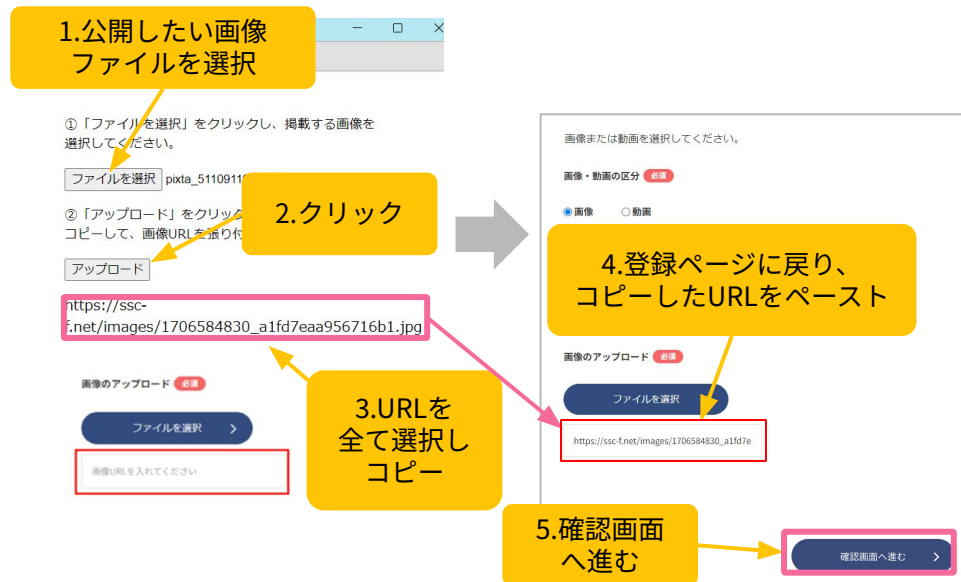 1.公開したい画像
ファイルを選択
①「ファイルを選択」をクリックし、掲載する画像を
選択してください。
ファイルを選択 pixta_5110911
2.クリック
②「アップロード」をクリック
コピーして、画像URLを張り付
アップロード
https://ssc-
f.net/images/1706584830_a1fd7eaa956716b1.jpg
画像のアップロード 必須
ファイルを選択
画像URLを入れてください
3.URLを
全て選択し
コピー
画像または動画を選択してください。
画像・動画の区分 必須
画像 動画
4.登録ページに戻り、
コピーしたURLをペースト
画像のアップロード 必須
ファイルを選択
https://ssc-f.net/images/1706584830_a1fd7e
5.確認画面
へ進む
確認画面へ進む